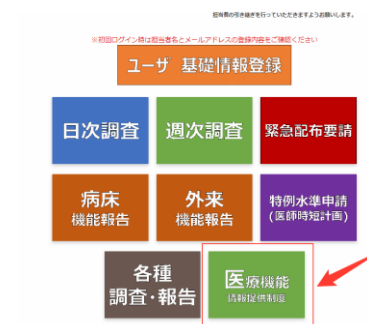 担当者の引き継ぎを行っていただきますようお願いします。
※初回ログイン時は担当者名とメールアドレスの登録内容をご確認ください
ユーザ 基礎情報登録
日次調査 週次調査 緊急配布要請
病床 外来 特例水準申請
機能報告 機能報告 (医師時短計画)
各種 医療機能
調査・報告 情報提供制度